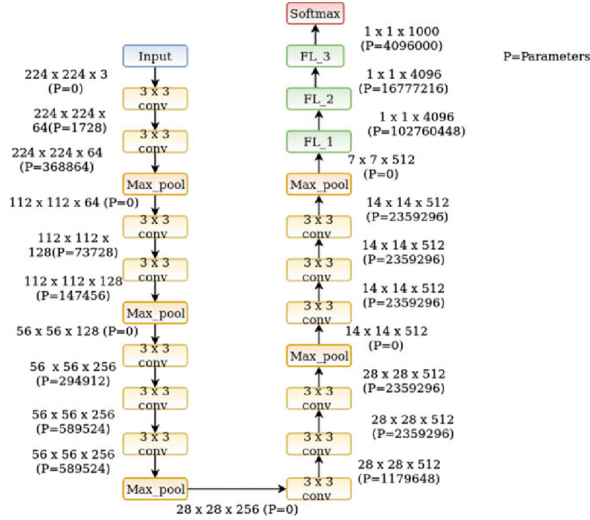 Input
224 x 224 x 3
(P=0)
3 x 3
conv
224 x 224 x
64(P=1728)
3 x 3
conv
224 x 224 x 64
(P=368864)
Max_pool
112 x 112 x 64 (P=0)
3 x 3
conv
112 x 112 x
128(P=73728)
3 x 3
conv
112 x 112 x 128
(P=147456)
Max_pool
56 x 56 x 128 (P=0)
3 x 3
conv
56 x 56 x 256
(P=294912)
3 x 3
conv
56 x 56 x 256
(P=589524)
3 x 3
conv
56 x 56 x 256
(P=589524)
Max_pool
28 x 28 x 256 (P=0)
3 x 3
conv
28 x 28 x 512
(P=1179648)
3 x 3
conv
28 x 28 x 512
(P=2359296)
3 x 3
conv
28 x 28 x 512
(P=2359296)
Max_pool
14 x 14 x 512
(P=0)
3 x 3
conv
14 x 14 x 512
(P=2359296)
3 x 3
conv
14 x 14 x 512
(P=2359296)
3 x 3
conv
14 x 14 x 512
(P=2359296)
Max_pool
7 x 7 x 512
(P=0)
FL_1
1 x 1 x 4096
(P=102760448)
FL_2
1 x 1 x 4096
(P=16777216)
FL_3
1 x 1 x 1000
(P=4096000)
Softmax
P=Parameters